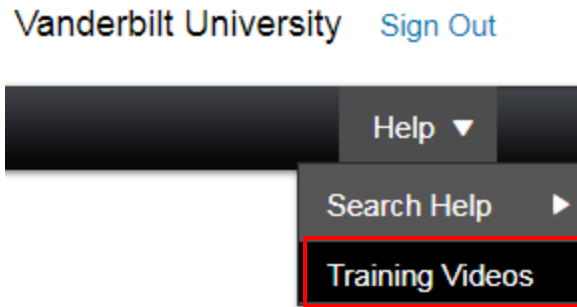 Vanderbilt University Sign Out
Help
Search Help
Training Videos